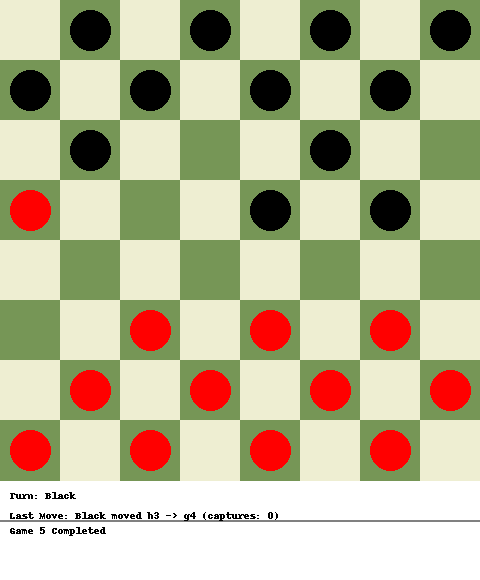 Turn: Black
Last Move: Black moved h3 -> g4 (captures: 0)
Game 5 Completed